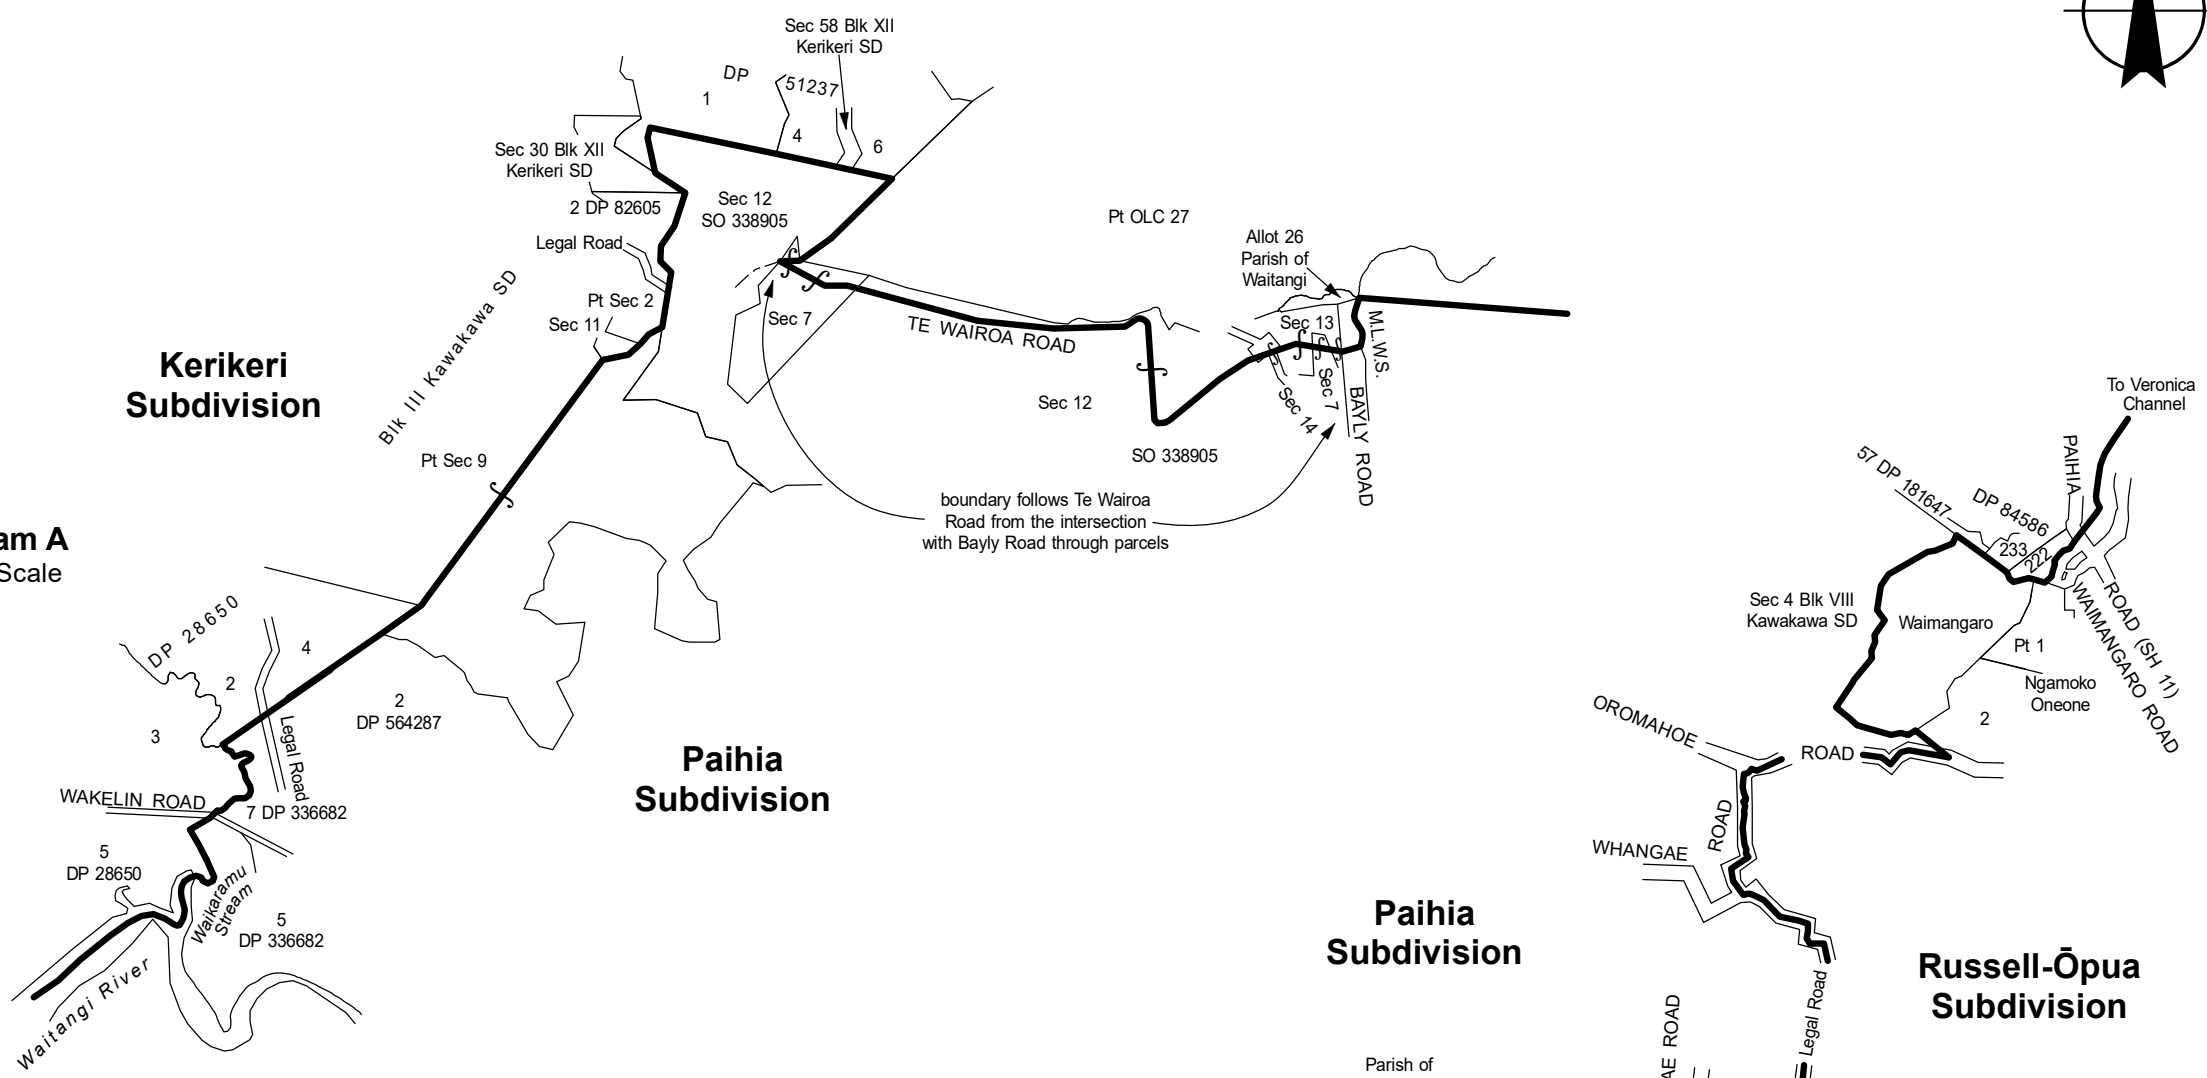 Sec 58 Blk XII
Kerikeri SD
DP 51237
1
4
6
Sec 30 Blk XII
Kerikeri SD
2 DP 82605
Sec 12
SO 338905
Legal Road
Pt Sec 2
Sec 11
Blk III Kawakawa SD
Pt Sec 9
Sec 7
TE WAIROA ROAD
Pt OLC 27
Allot 26
Parish of
Waitangi
Sec 13
M.L.W.S.
Sec 7
Sec 14
BAYLY ROAD
Sec 12
SO 338905
boundary follows Te Wairoa
Road from the intersection
with Bayly Road through parcels
Kerikeri
Subdivision
am A
Scale
DP 28650
4
2
3
Legal Road
2
DP 564287
WAKELIN ROAD
7 DP 336682
5
DP 28650
Waikaramu
Stream
5
DP 336682
Waitangi River
Paihia
Subdivision
To Veronica
Channel
PAIHIA
57 DP 181647
DP 84586
233
222
Sec 4 Blk VIII
Kawakawa SD
Waimangaro
Pt 1
Ngamoko
Oneone
2
ROAD (SH 11)
WAIMANGARO ROAD
OROMAHOE
ROAD
ROAD
WHANGAE
Paihia
Subdivision
Russell-Ōpua
Subdivision
Legal Road
AE ROAD
Parish of